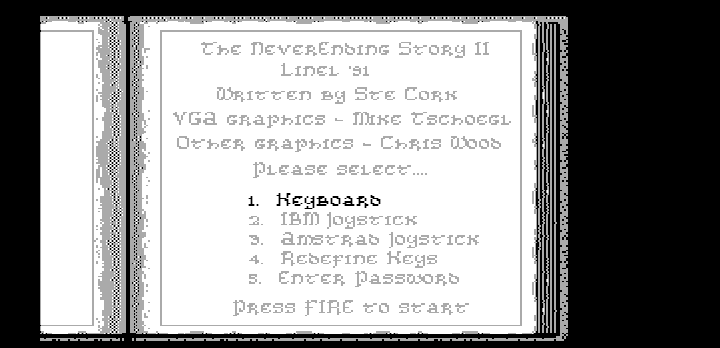 The NeverEnding Story II
Linel '91
Written by Ste Cork
VGA graphics - Mike Tschoegl
Other graphics - Chris Wood
Please select....
1. Keyboard
2. IBM Joystick
3. Amstrad Joystick
4. Redefine Keys
5. Enter Password
Press FIRE to start